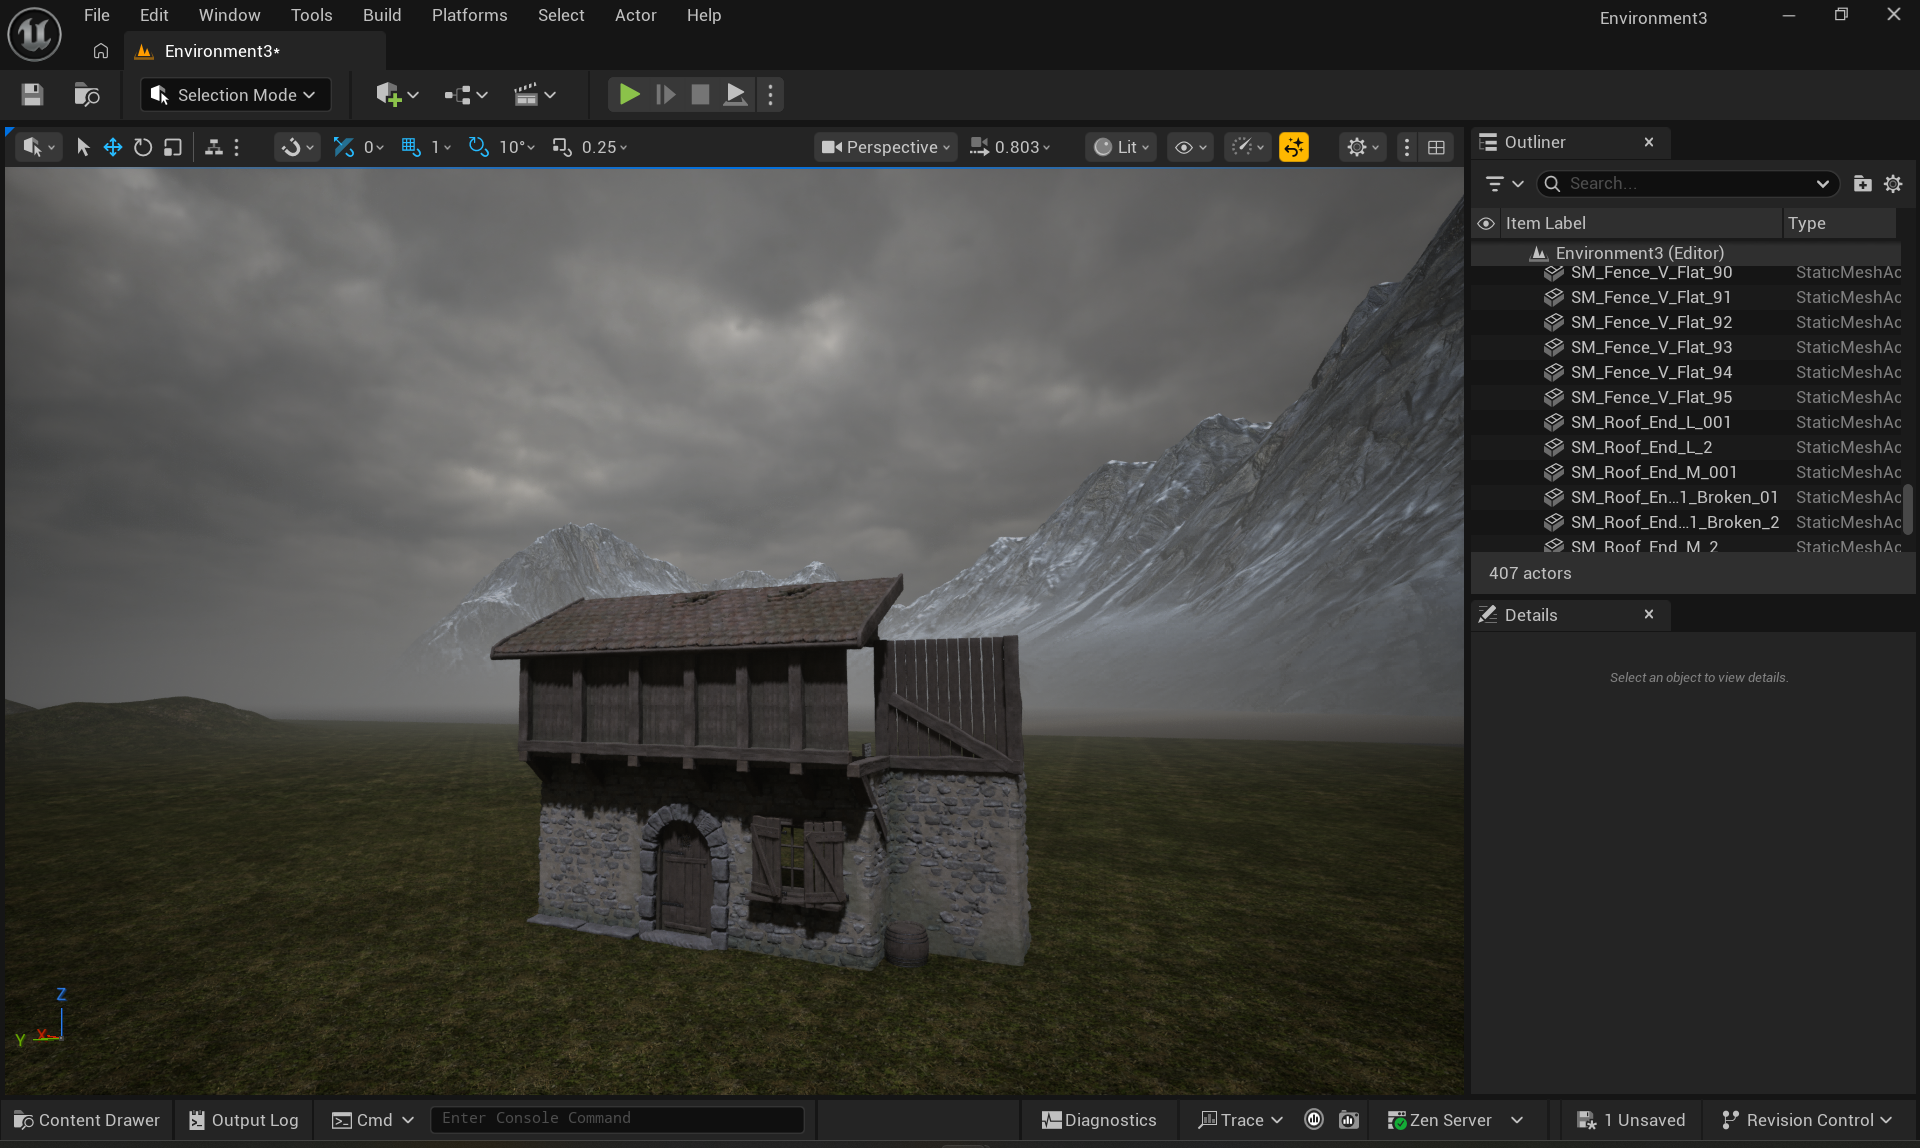 File Edit Window Tools Build Platforms Select Actor Help
Environment3
Environment3*
Selection Mode
0 1 10° 0.25 Perspective 0.803 Lit
Outliner
Search...
Item Label Type
Environment3 (Editor)
SM_Fence_V_Flat_90 StaticMeshAc
SM_Fence_V_Flat_91 StaticMeshAc
SM_Fence_V_Flat_92 StaticMeshAc
SM_Fence_V_Flat_93 StaticMeshAc
SM_Fence_V_Flat_94 StaticMeshAc
SM_Fence_V_Flat_95 StaticMeshAc
SM_Roof_End_L_001 StaticMeshAc
SM_Roof_End_L_2 StaticMeshAc
SM_Roof_End_M_001 StaticMeshAc
SM_Roof_En...1_Broken_01 StaticMeshAc
SM_Roof_End...1_Broken_2 StaticMeshAc
SM_Roof_End_M_2 StaticMeshAc
407 actors
Details
Select an object to view details.
Z
Y X
Content Drawer Output Log Cmd Enter Console Command Diagnostics Trace Zen Server 1 Unsaved Revision Control